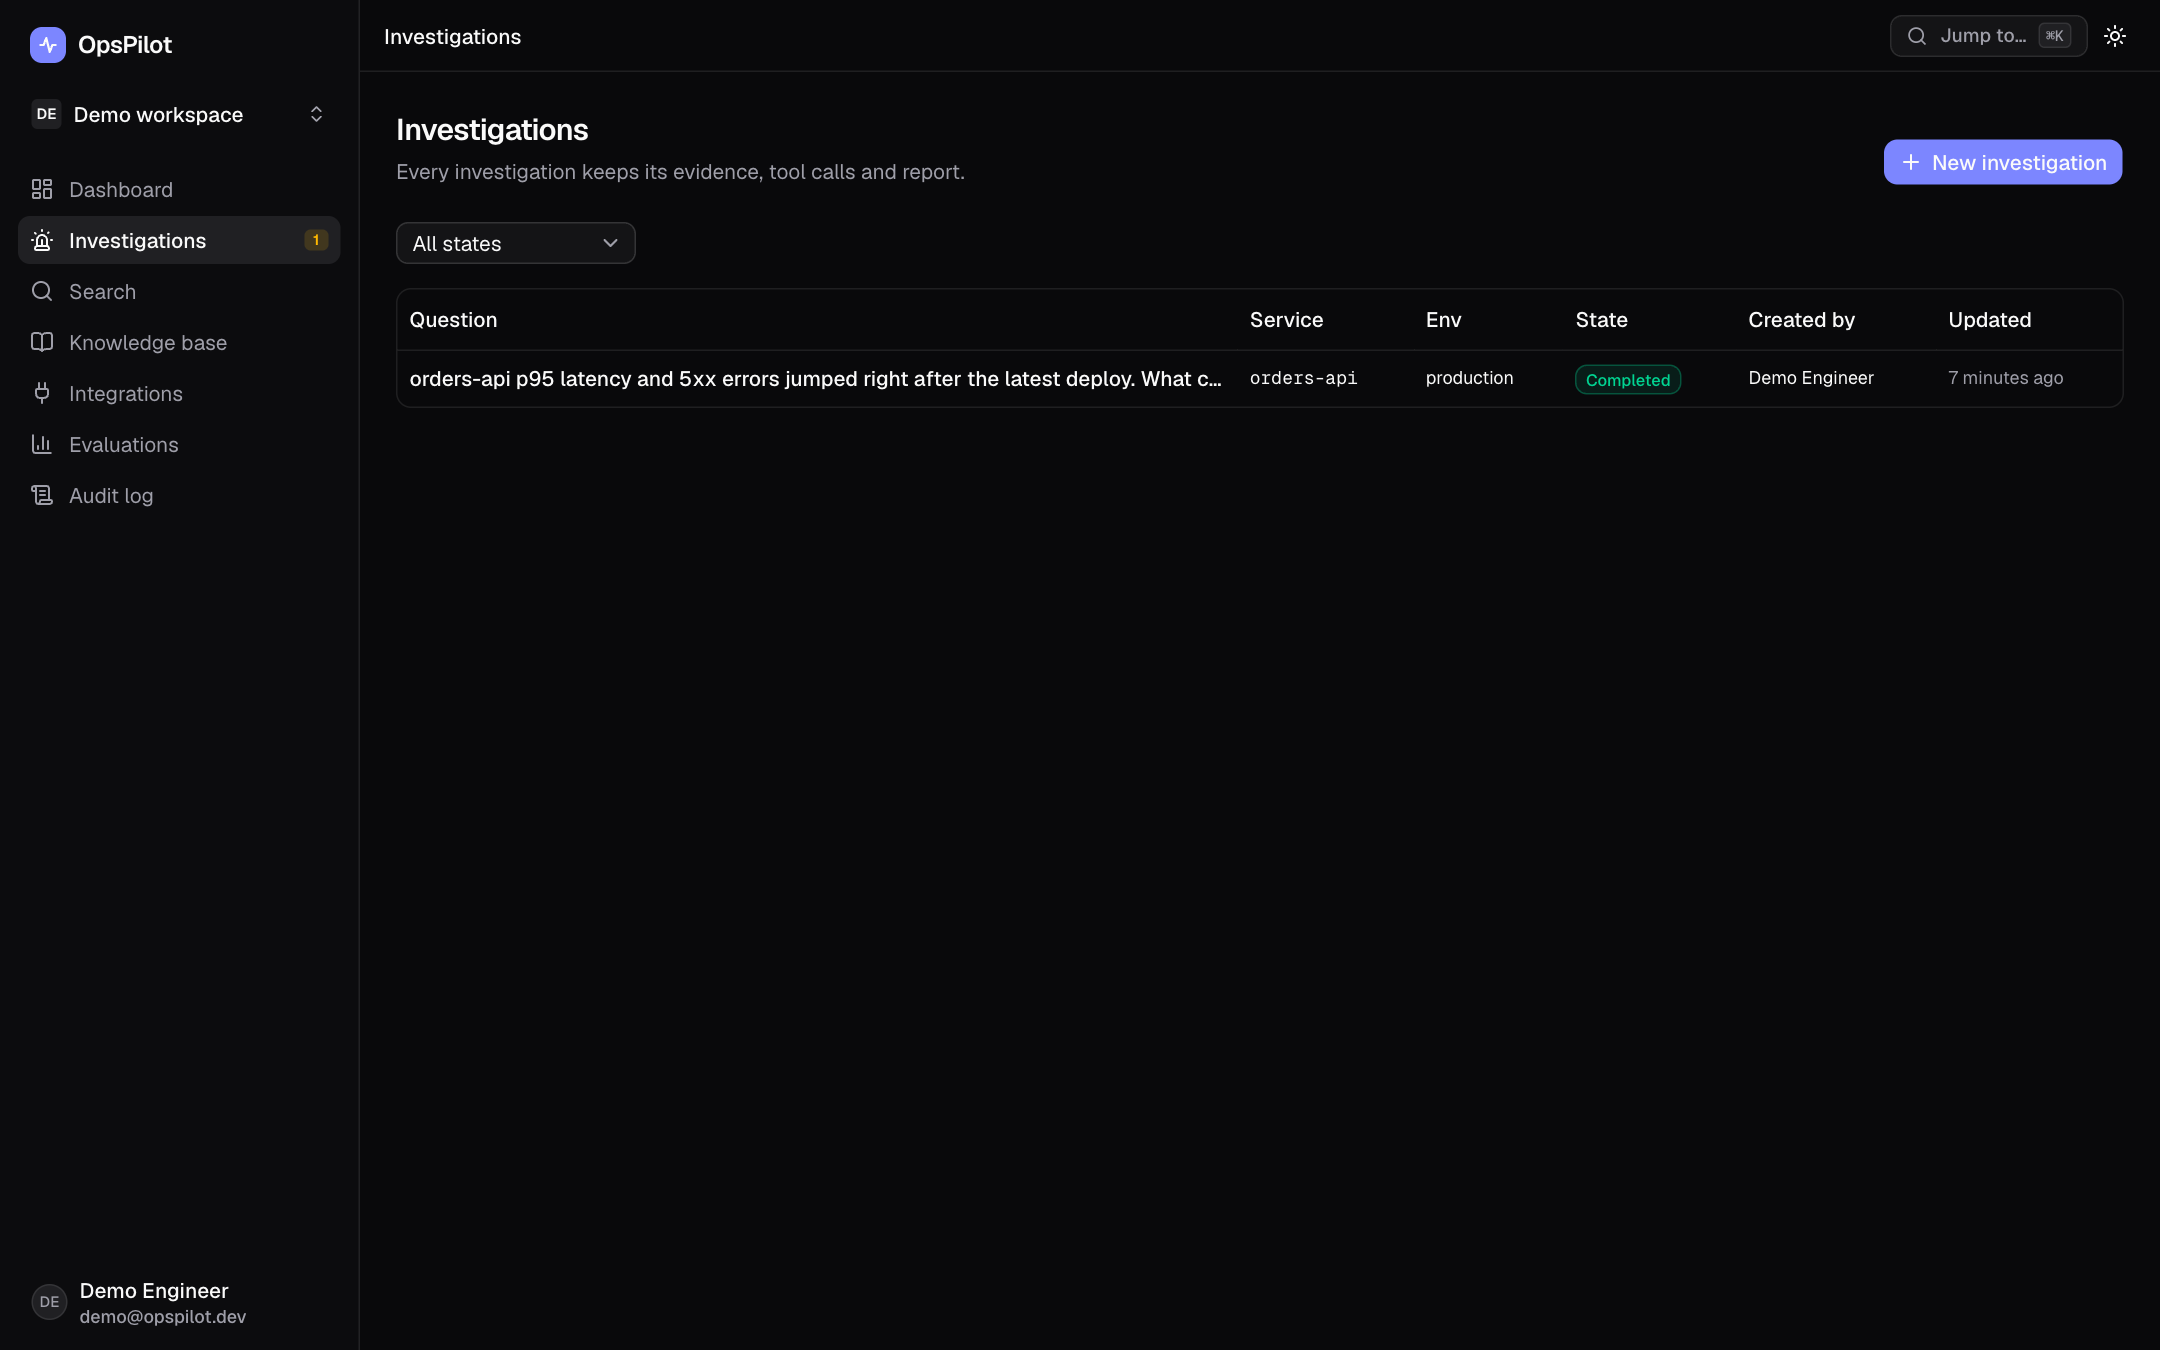 OpsPilot
DE Demo workspace
Dashboard
Investigations 1
Search
Knowledge base
Integrations
Evaluations
Audit log
DE
Demo Engineer
demo@opspilot.dev
Investigations
Jump to... ⌘K
Investigations
Every investigation keeps its evidence, tool calls and report.
New investigation
All states
Question Service Env State Created by Updated
orders-api p95 latency and 5xx errors jumped right after the latest deploy. What c... orders-api production Completed Demo Engineer 7 minutes ago